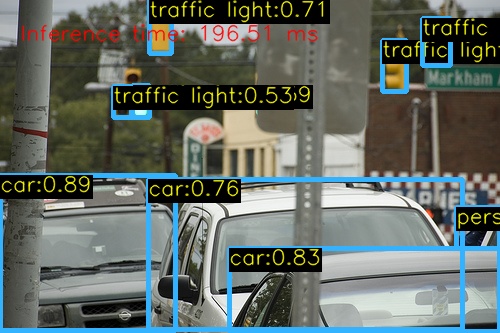 traffic light:0.71
traffic
Inference time: 196.51 ms
traffic light
Markham
traffic light:0.53
car:0.89
car:0.76
pers
car:0.83